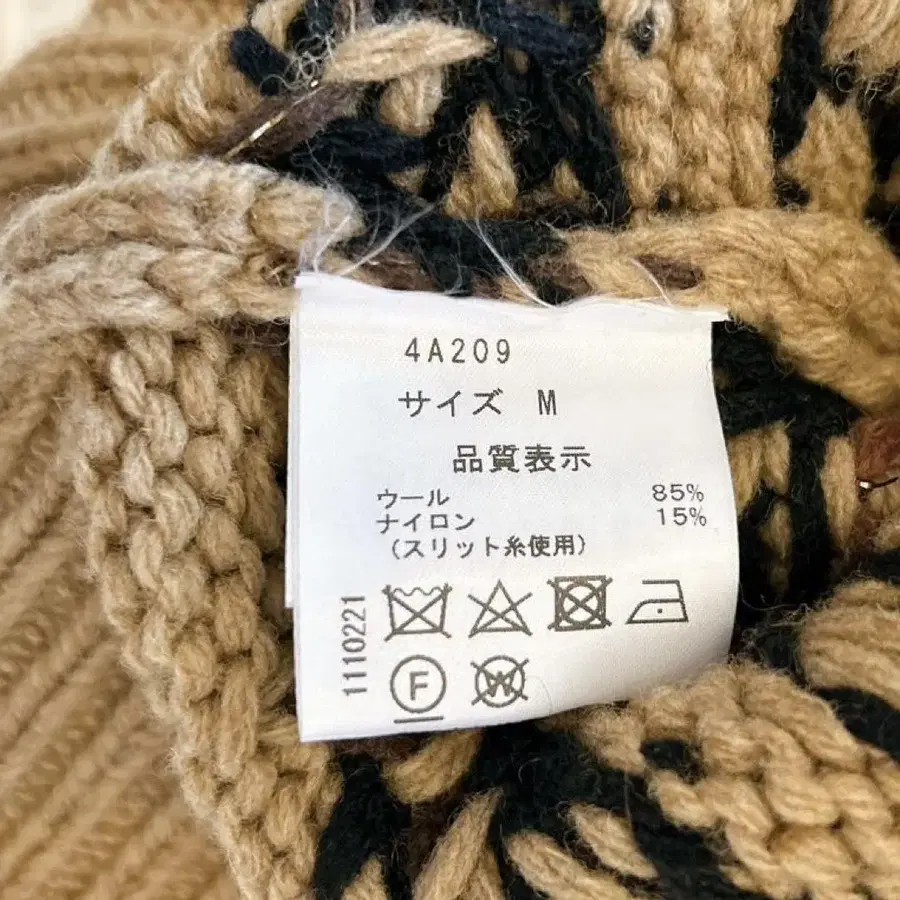 4A209
サイズ M
品質表示
ウール 85%
ナイロン 15%
(スリット糸使用)
1110221
F W